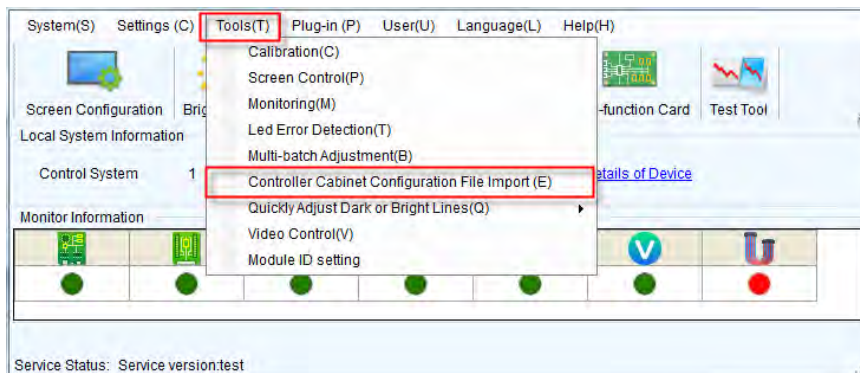 System(S) Settings (C) Tools(T) Plug-in (P) User(U) Language(L) Help(H)
Calibration(C)
Screen Control(P)
Monitoring(M)
Led Error Detection(T)
Multi-batch Adjustment(B)
Controller Cabinet Configuration File Import (E)
Quickly Adjust Dark or Bright Lines(Q)
Video Control(V)
Module ID setting
Screen Configuration Brig -function Card Test Tool
Local System Information
Control System 1 etails of Device
Monitor Information
V
Service Status: Service version:test